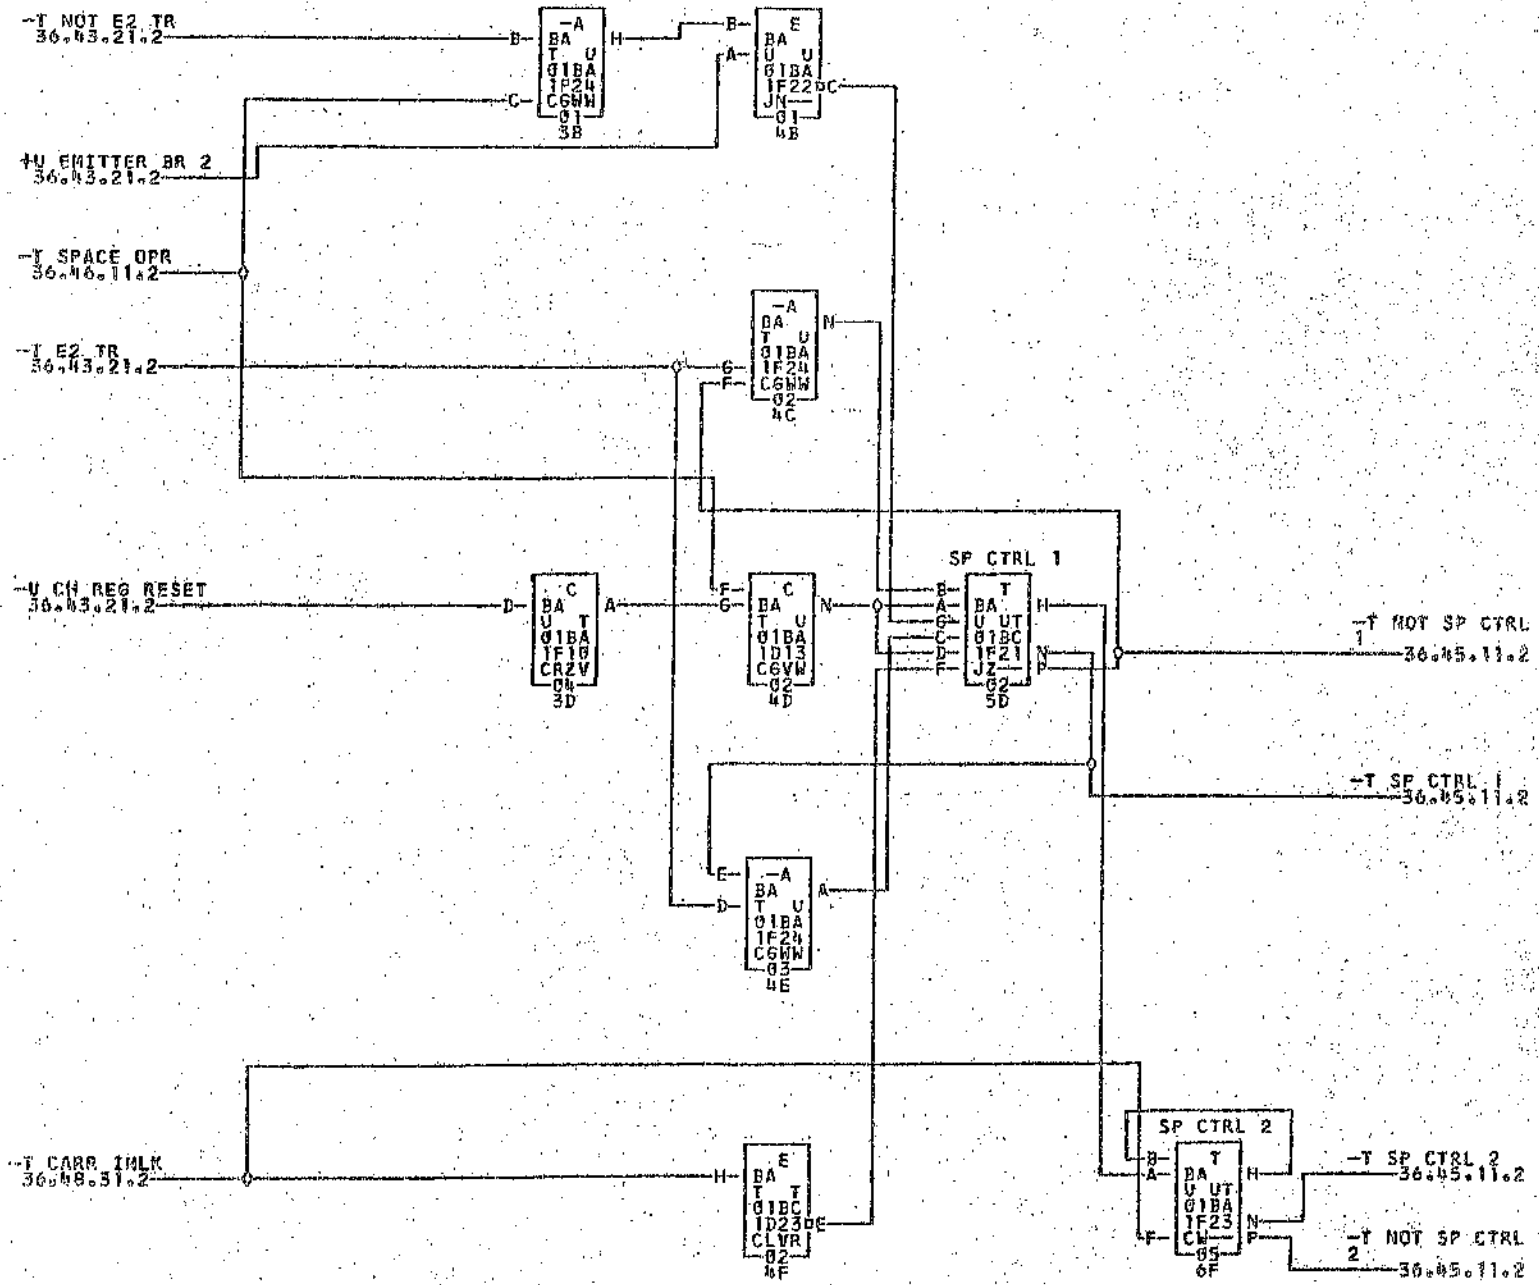 -T NOT E2 TR
36.43.21.2
B
-A
BA
T U
01BA
1F24
CGWW
01
3B
H
C
B
A
E
BA
U U
01BA
1F22
JN--
01
4B
C
+U EMITTER BR 2
36.43.21.2
-T SPACE OPR
36.46.11.2
-T E2 TR
36.43.21.2
G
F
-A
BA
T U
01BA
1F24
CGWW
02
4C
N
-U CH REG RESET
36.43.21.2
D
C
BA
U T
01BA
1F10
CRZV
04
3D
A
F
G
C
BA
T U
01BA
1D13
CGVW
02
4D
N
SP CTRL 1
B
A
G
C
D
F
T
BA
U UT
01BC
1F21
JZ--
02
5D
H
N
P
-T NOT SP CTRL
1
36.45.11.2
-T SP CTRL 1
36.45.11.2
E
D
-A
BA
T U
01BA
1F24
CGWW
03
4E
A
-T CARR INLK
36.48.31.2
H
E
BA
T T
01BC
1D23
CLVR
02
4F
E
SP CTRL 2
B
A
F
T
BA
U UT
01BA
1F23
CW--
05
6F
H
N
P
-T SP CTRL 2
36.45.11.2
-T NOT SP CTRL
2
36.45.11.2